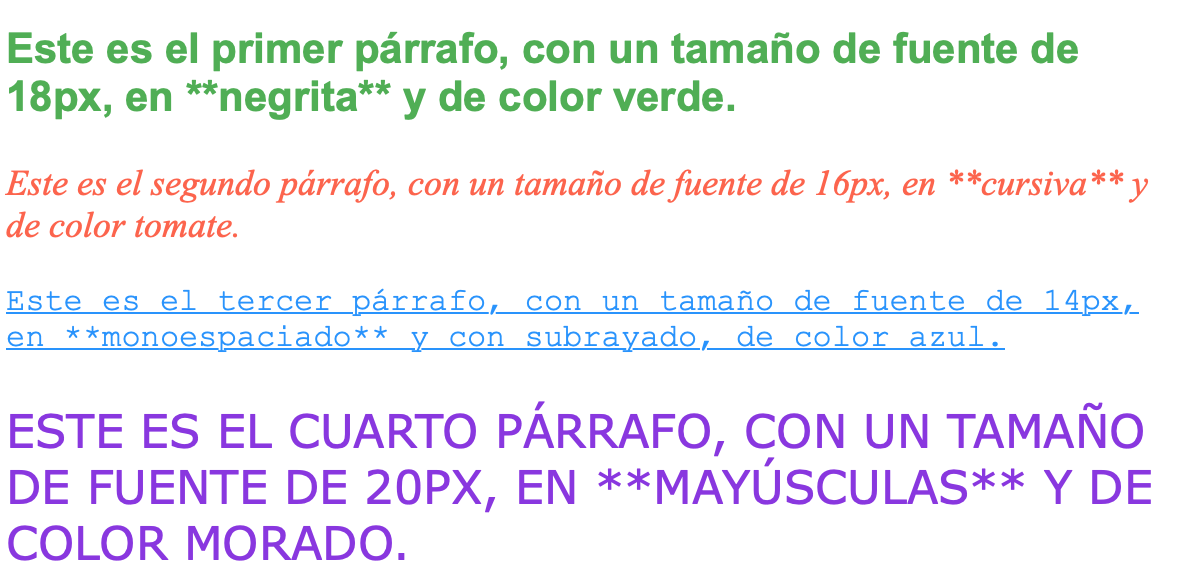 Este es el primer párrafo, con un tamaño de fuente de
18px, en **negrita** y de color verde.
Este es el segundo párrafo, con un tamaño de fuente de 16px, en **cursiva** y
de color tomate.
Este es el tercer párrafo, con un tamaño de fuente de 14px,
en **monoespaciado** y con subrayado, de color azul.
ESTE ES EL CUARTO PÁRRAFO, CON UN TAMAÑO
DE FUENTE DE 20PX, EN **MAYÚSCULAS** Y DE
COLOR MORADO.